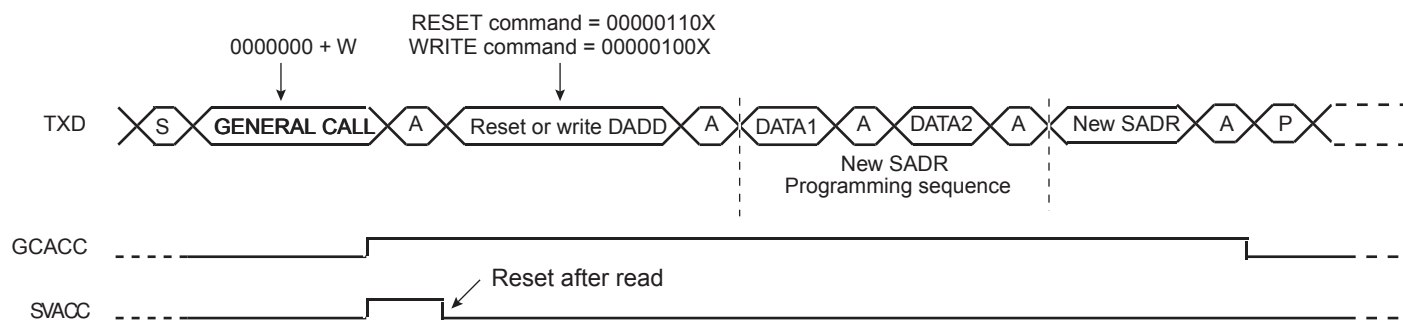 RESET command = 00000110X
0000000 + W
WRITE command = 00000100X
TXD S GENERAL CALL A Reset or write DADD A DATA1 A DATA2 A New SADR A P
New SADR
Programming sequence
GCACC
Reset after read
SVACC